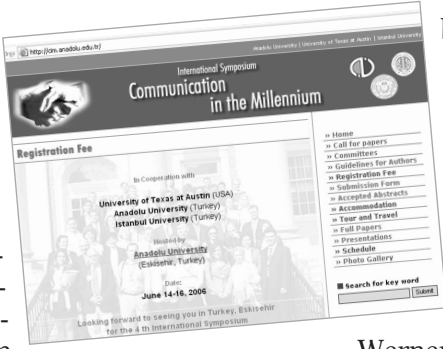 http://cim.anadolu.edu.tr/
Anadolu University | University of Texas at Austin | Istanbul University
International Symposium
Communication
in the Millennium
Registration Fee
In Cooperation with
University of Texas at Austin (USA)
Anadolu University (Turkey)
Istanbul University (Turkey)
Hosted by
Anadolu University
(Eskisehir, Turkey)
Date:
June 14-16, 2006
Looking forward to seeing you in Turkey, Eskisehir
for the 4 th International Symposium
» Home
» Call for papers
» Committees
» Guidelines for Authors
» Registration Fee
» Submission Form
» Accepted Abstracts
» Accommodation
» Tour and Travel
» Full Papers
» Presentations
» Schedule
» Photo Gallery
Search for key word
Submit